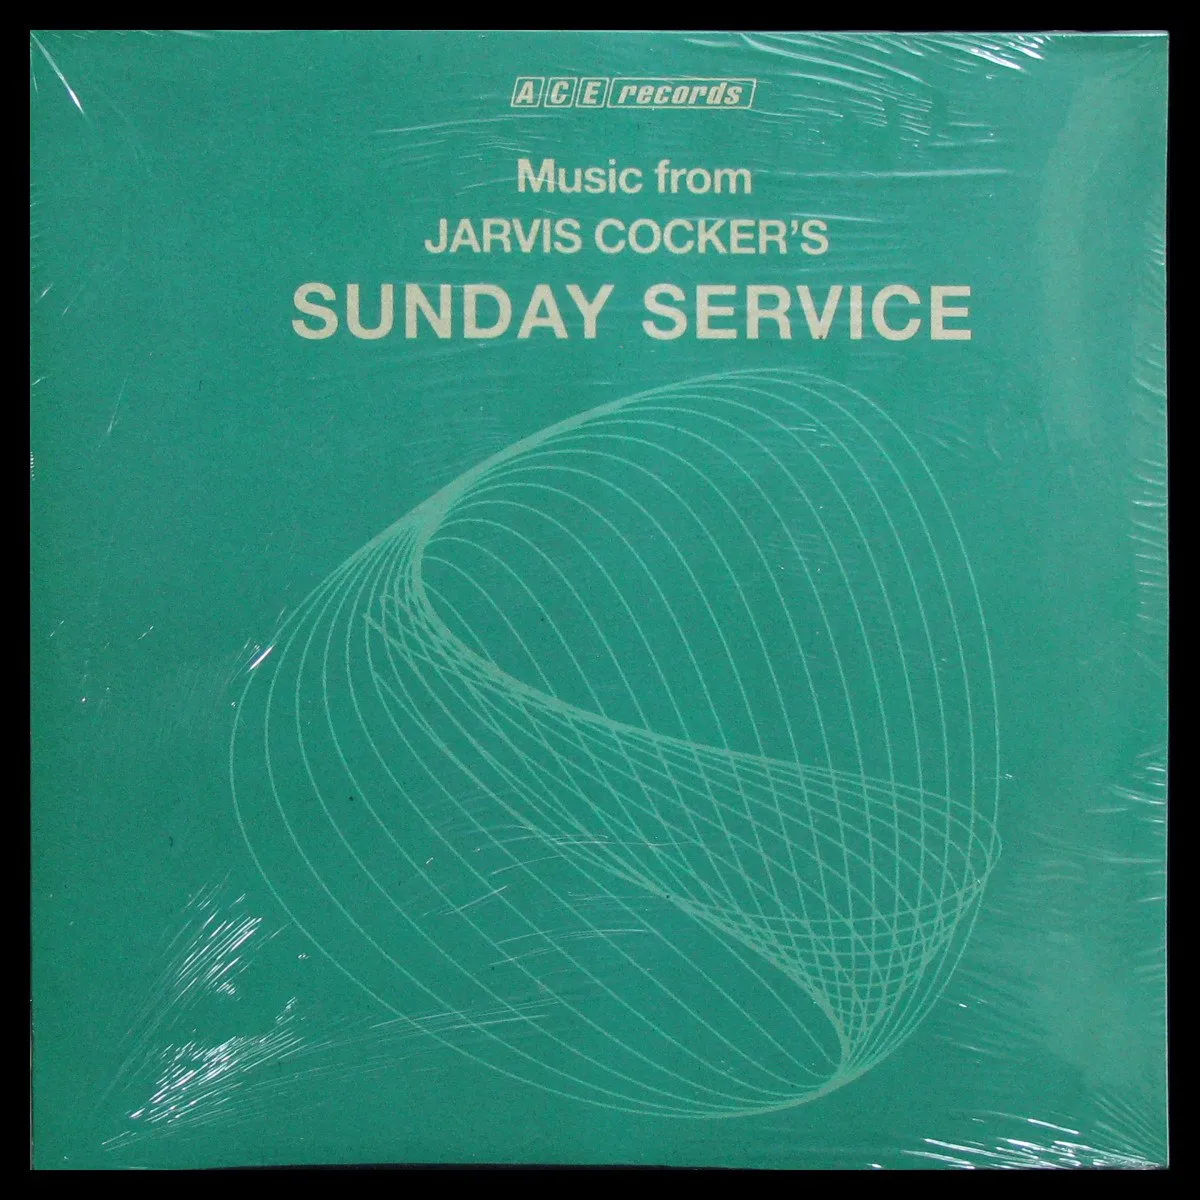 ACE records
Music from
JARVIS COCKER'S
SUNDAY SERVICE